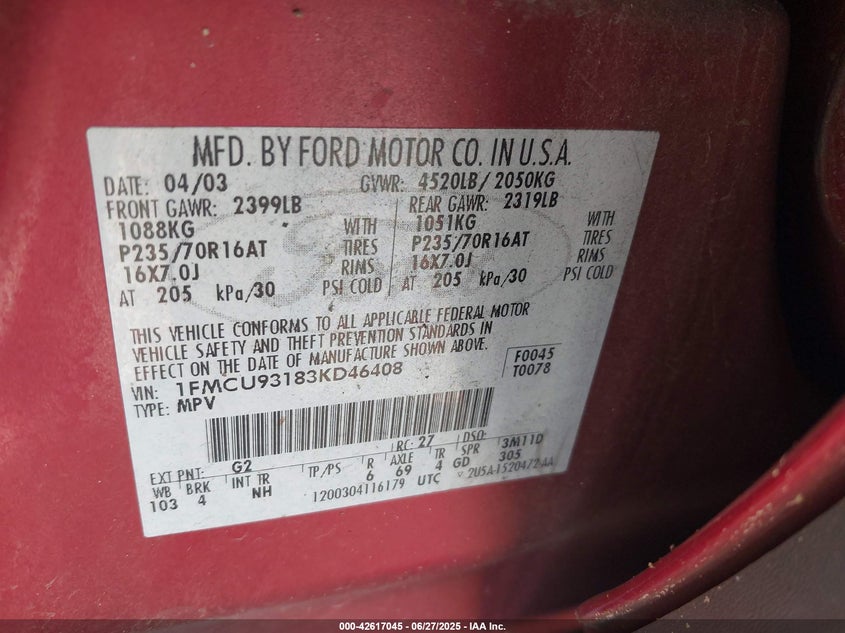 MFD. BY FORD MOTOR CO. IN U.S.A.
DATE: 04/03 GVWR: 4520LB/ 2050KG
FRONT GAWR: 2399LB REAR GAWR: 2319LB
1088KG WITH 1051KG WITH
P235/70R16AT TIRES P235/70R16AT TIRES
16X7.0J RIMS 16X7.0J RIMS
AT 205 kPa/30 PSI COLD AT 205 kPa/30 PSI COLD
THIS VEHICLE CONFORMS TO ALL APPLICABLE FEDERAL MOTOR
VEHICLE SAFETY AND THEFT PREVENTION STANDARDS IN
EFFECT ON THE DATE OF MANUFACTURE SHOWN ABOVE.
F0045
VIN: 1FMCU93183KD46408 T0078
TYPE: MPV
EXT PNT: G2 RC: 27 DSO: 3M11D
WB BRK INT TR TP/PS R AXLE TR SPR
103 4 NH 6 69 4 GD 305
1200304116179 UTC 2U5A-1520472-AA
000-42617045 - 06/27/2025 - IAA Inc.